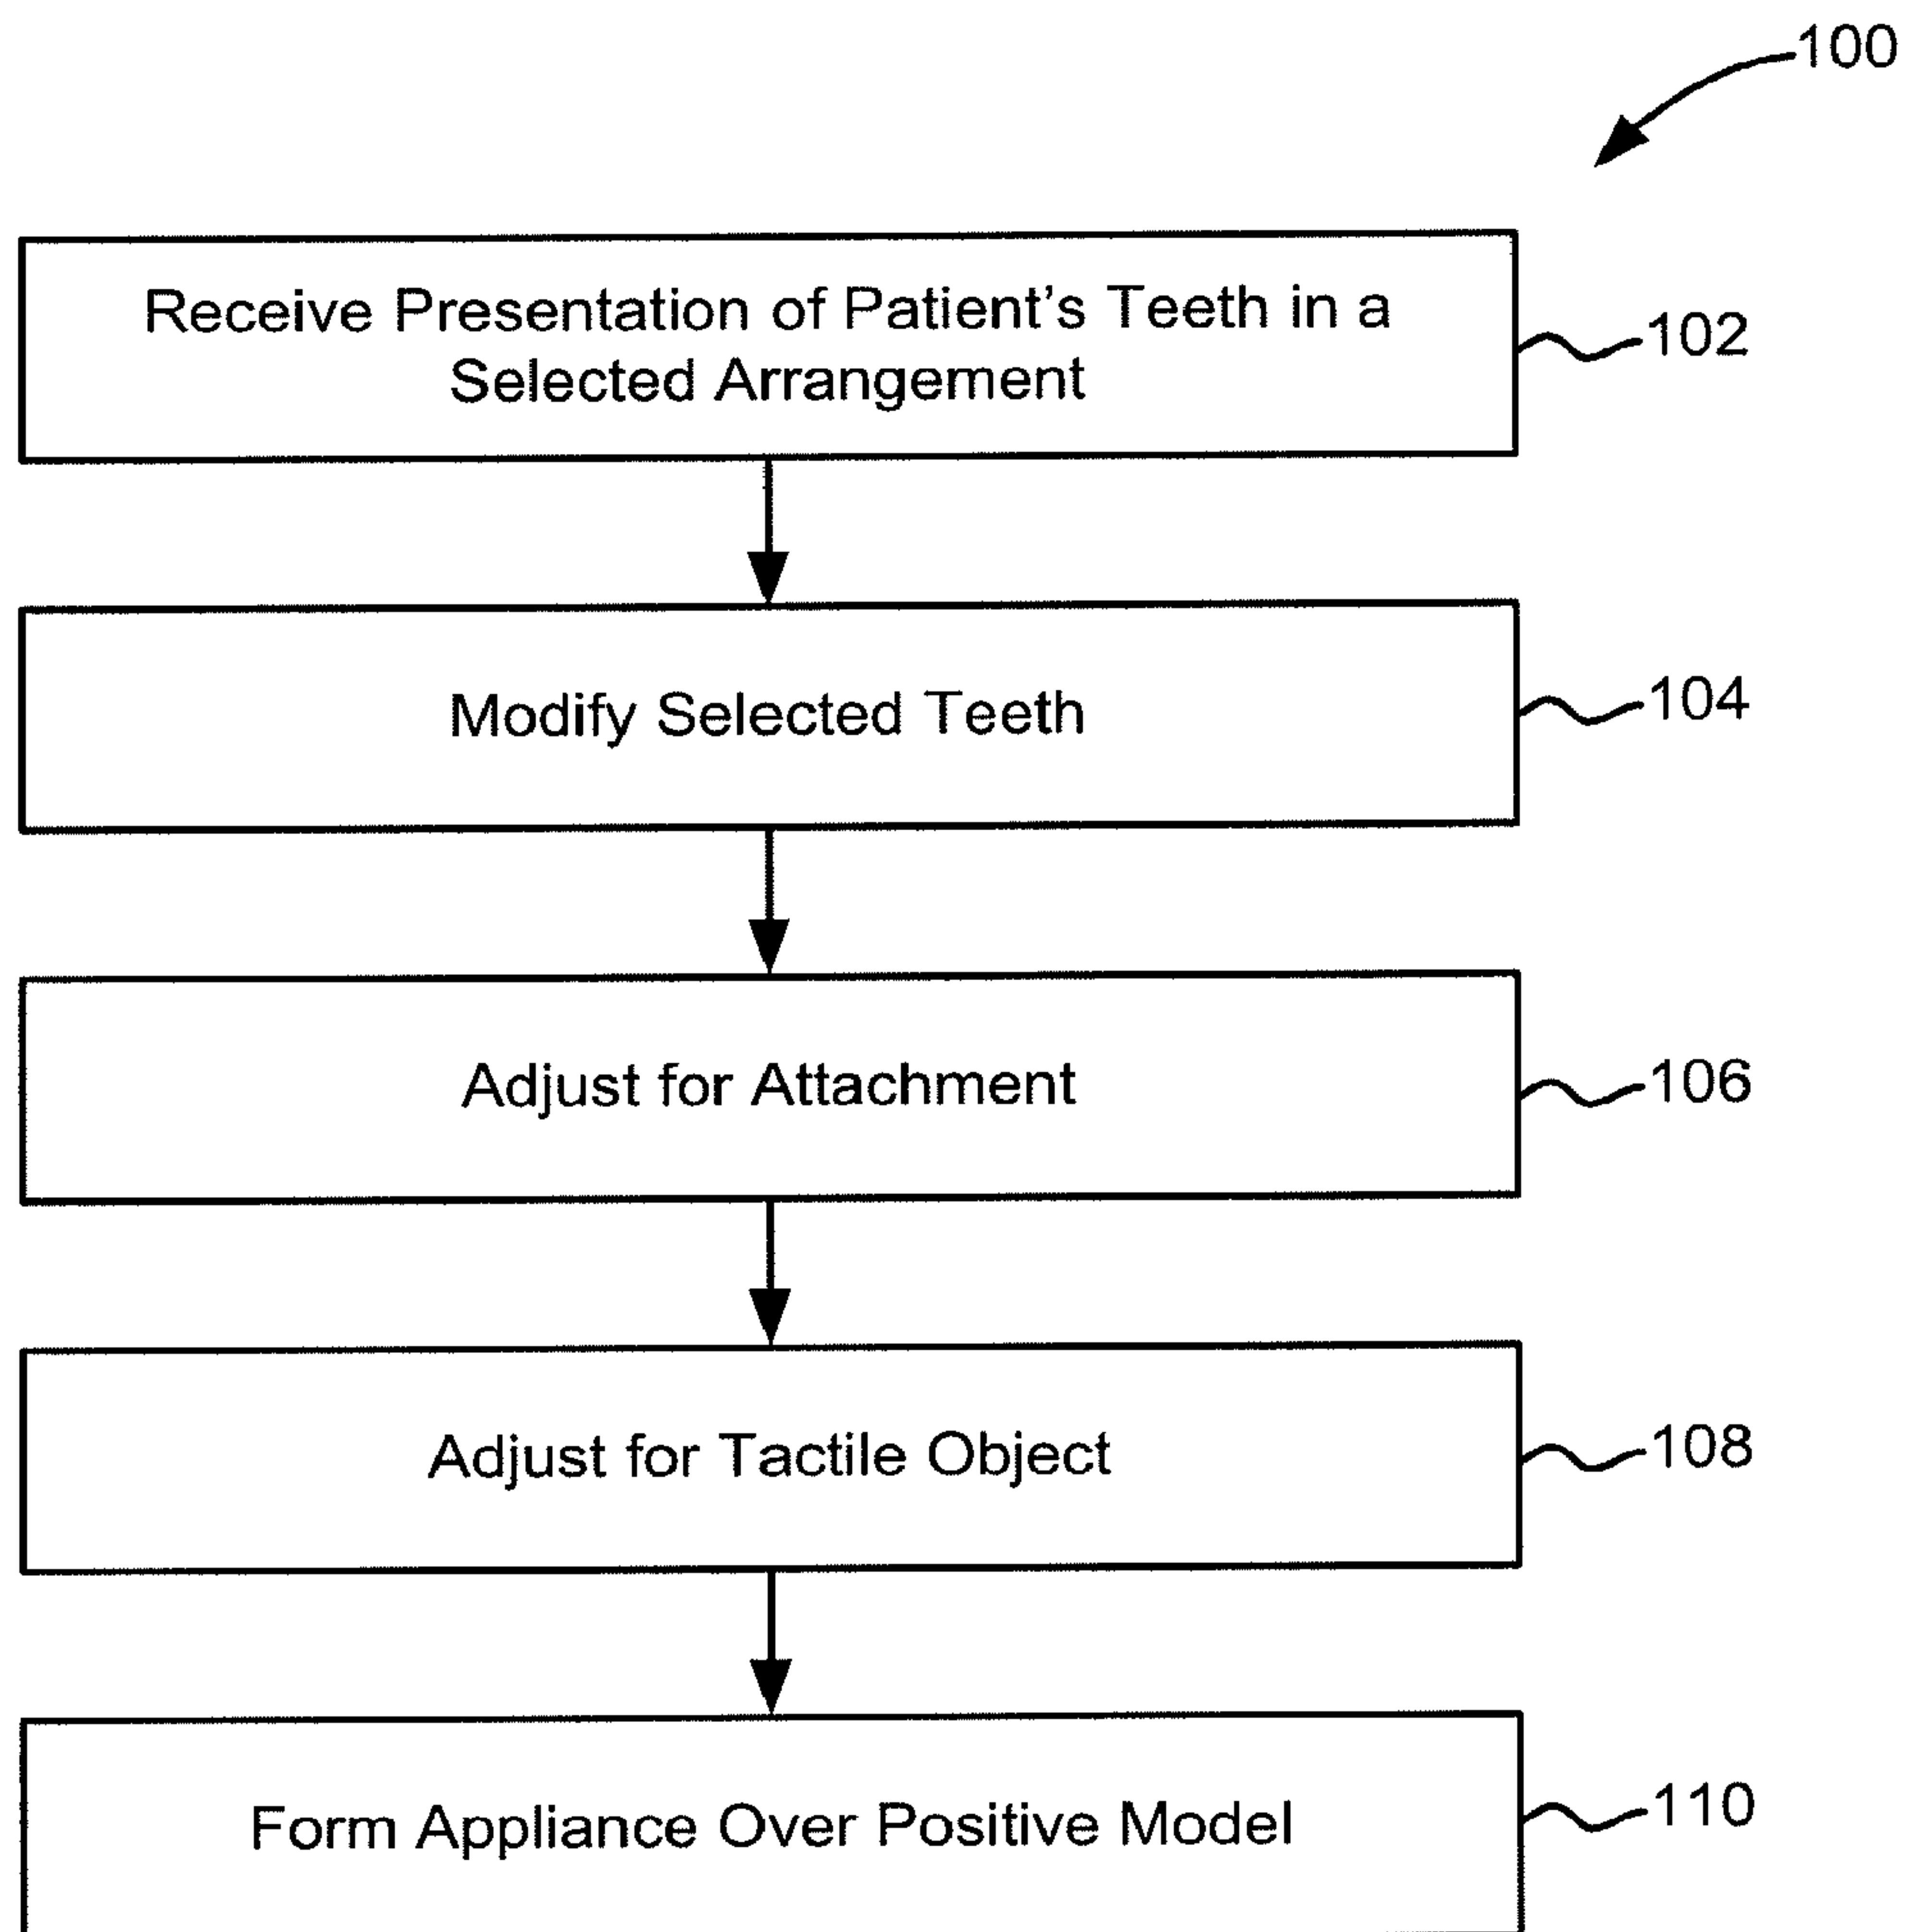 100
Receive Presentation of Patient's Teeth in a
Selected Arrangement
102
Modify Selected Teeth
104
Adjust for Attachment
106
Adjust for Tactile Object
108
Form Appliance Over Positive Model
110